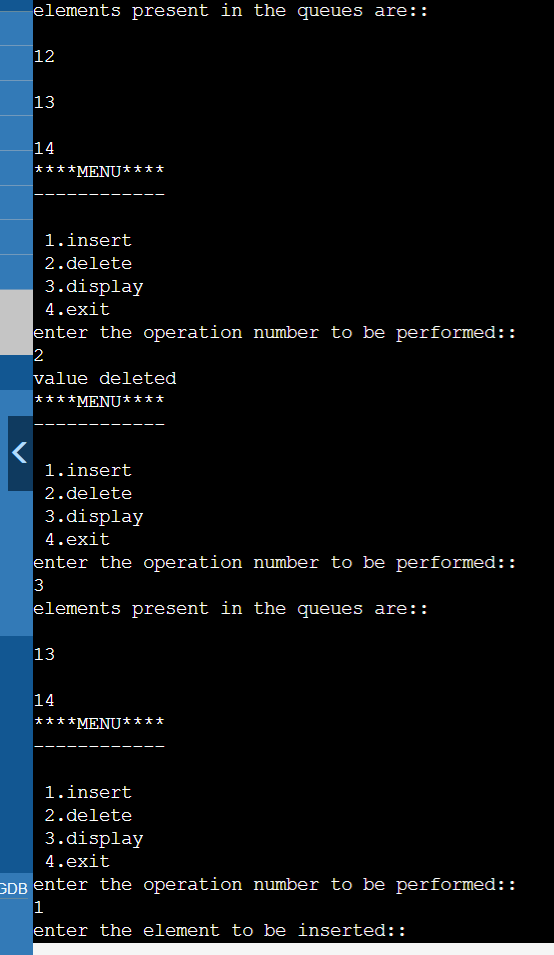 elements present in the queues are::
12
13
14
****MENU****
------------
1.insert
2.delete
3.display
4.exit
enter the operation number to be performed::
2
value deleted
****MENU****
------------
1.insert
2.delete
3.display
4.exit
enter the operation number to be performed::
3
elements present in the queues are::
13
14
****MENU****
------------
1.insert
2.delete
3.display
4.exit
GDB
enter the operation number to be performed::
1
enter the element to be inserted::